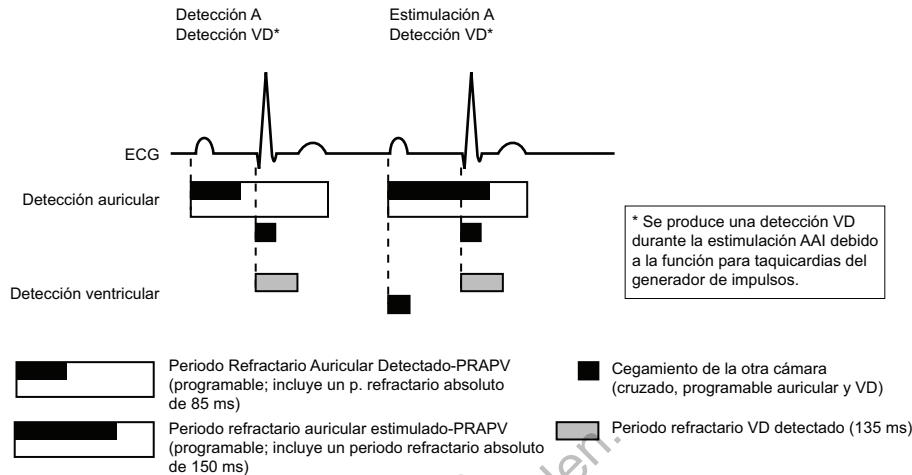 Detección A
Detección VD*
Estimulación A
Detección VD*
ECG
Detección auricular
* Se produce una detección VD
durante la estimulación AAI debido
a la función para taquicardias del
generador de impulsos.
Detección ventricular
Periodo Refractario Auricular Detectado-PRAPV
(programable; incluye un p. refractario absoluto
de 85 ms)
Cegamiento de la otra cámara
(cruzado, programable auricular y VD)
Periodo refractario auricular estimulado-PRAPV
(programable; incluye un periodo refractario absoluto
de 150 ms)
Periodo refractario VD detectado (135 ms)